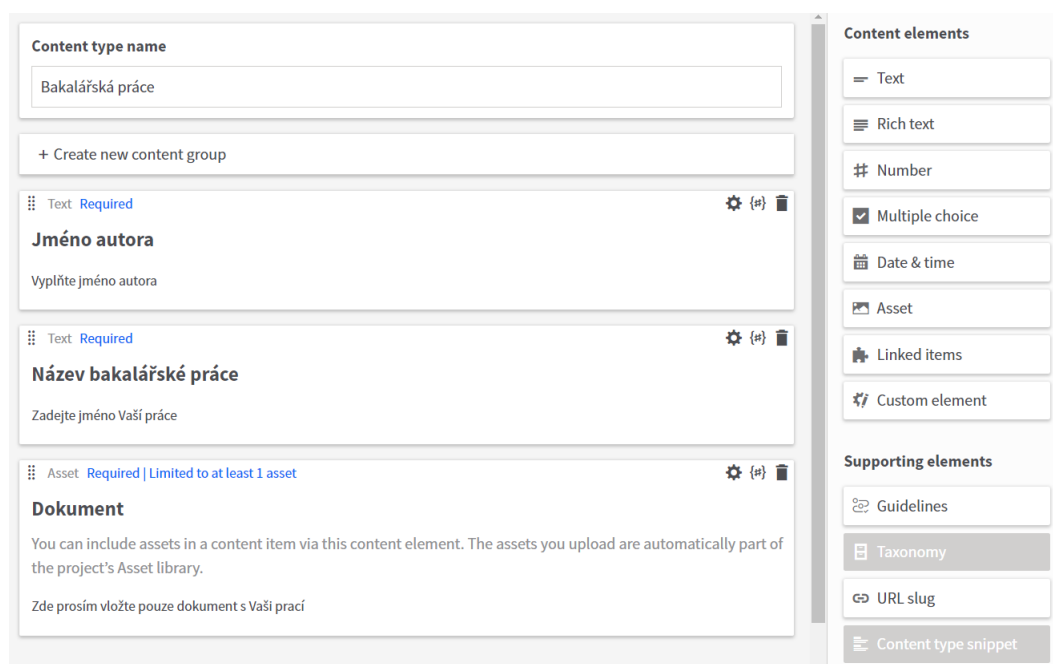 Content type name
Bakalářská práce
+ Create new content group
Text Required
Jméno autora
Vyplňte jméno autora
Text Required
Název bakalářské práce
Zadejte jméno Vaší práce
Asset Required | Limited to at least 1 asset
Dokument
You can include assets in a content item via this content element. The assets you upload are automatically part of
the project's Asset library.
Zde prosím vložte pouze dokument s Vaši prací
Content elements
Text
Rich text
Number
Multiple choice
Date & time
Asset
Linked items
Custom element
Supporting elements
Guidelines
Taxonomy
URL slug
Content type snippet